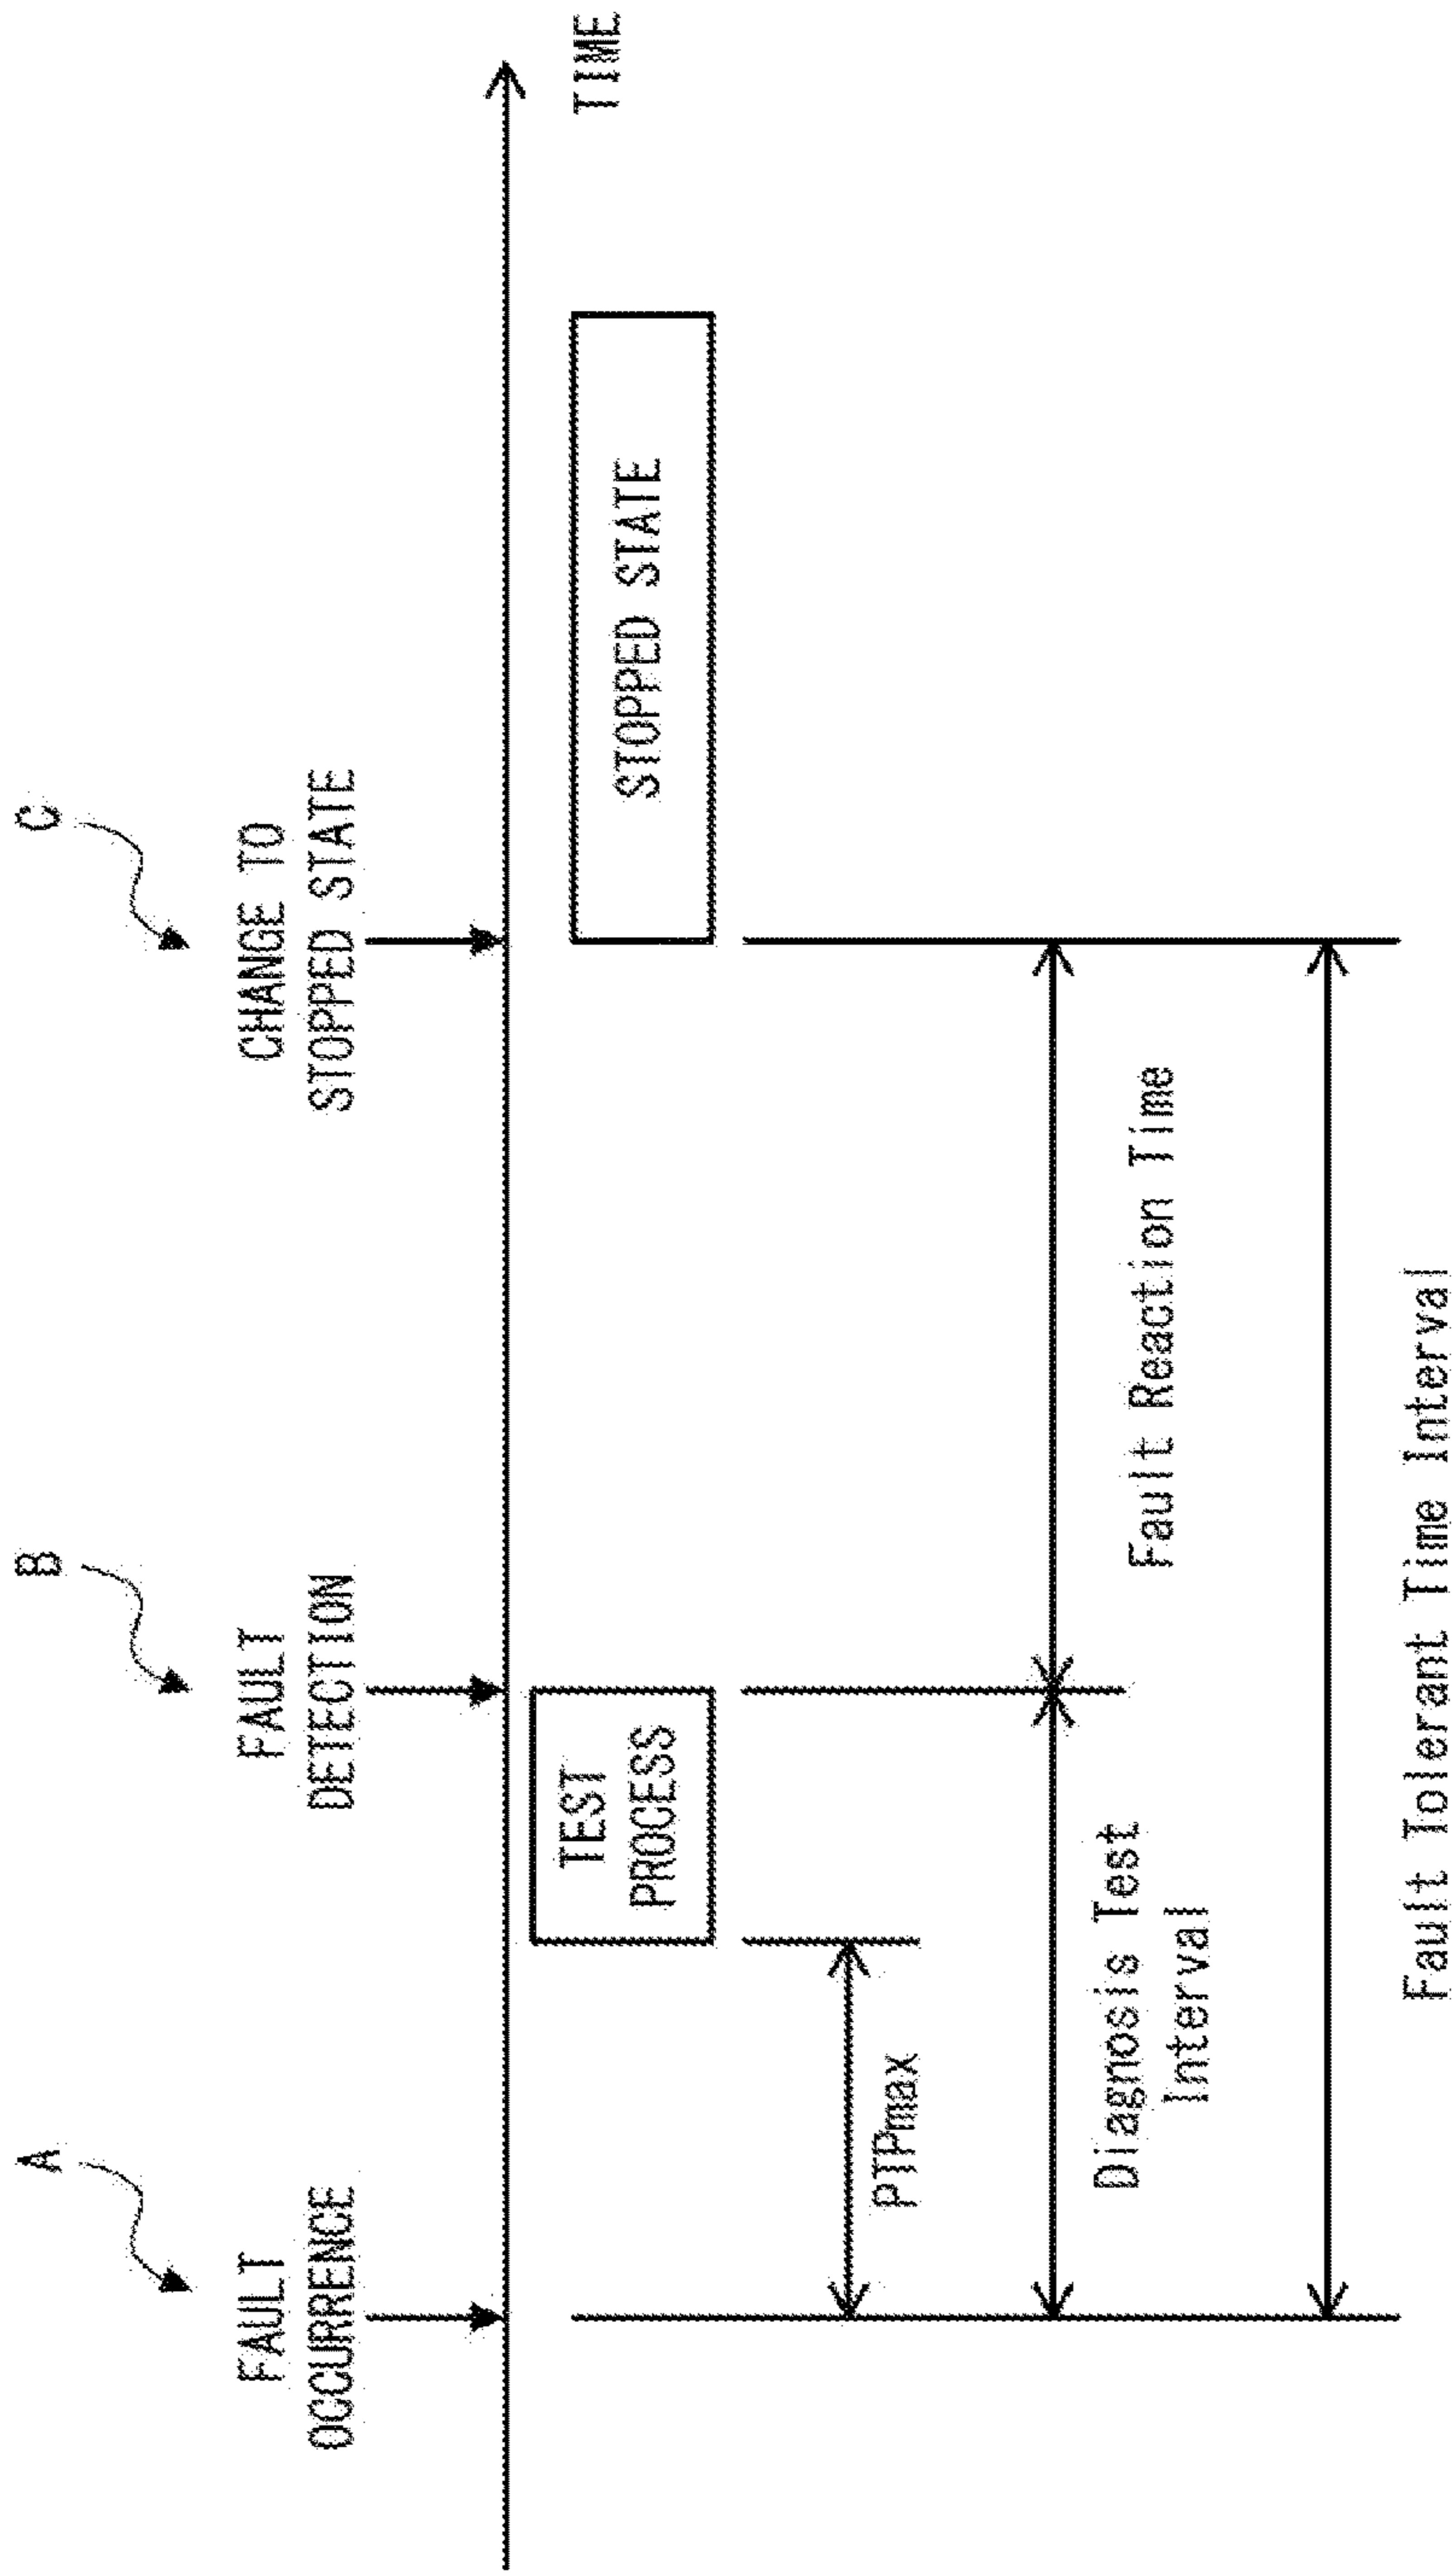 A
FAULT
OCCURRENCE
B
FAULT
DETECTION
C
CHANGE TO
STOPPED STATE
TIME
TEST
PROCESS
STOPPED STATE
PTPmax
Diagnosis Test
Interval
Fault Reaction Time
Fault Tolerant Time Interval